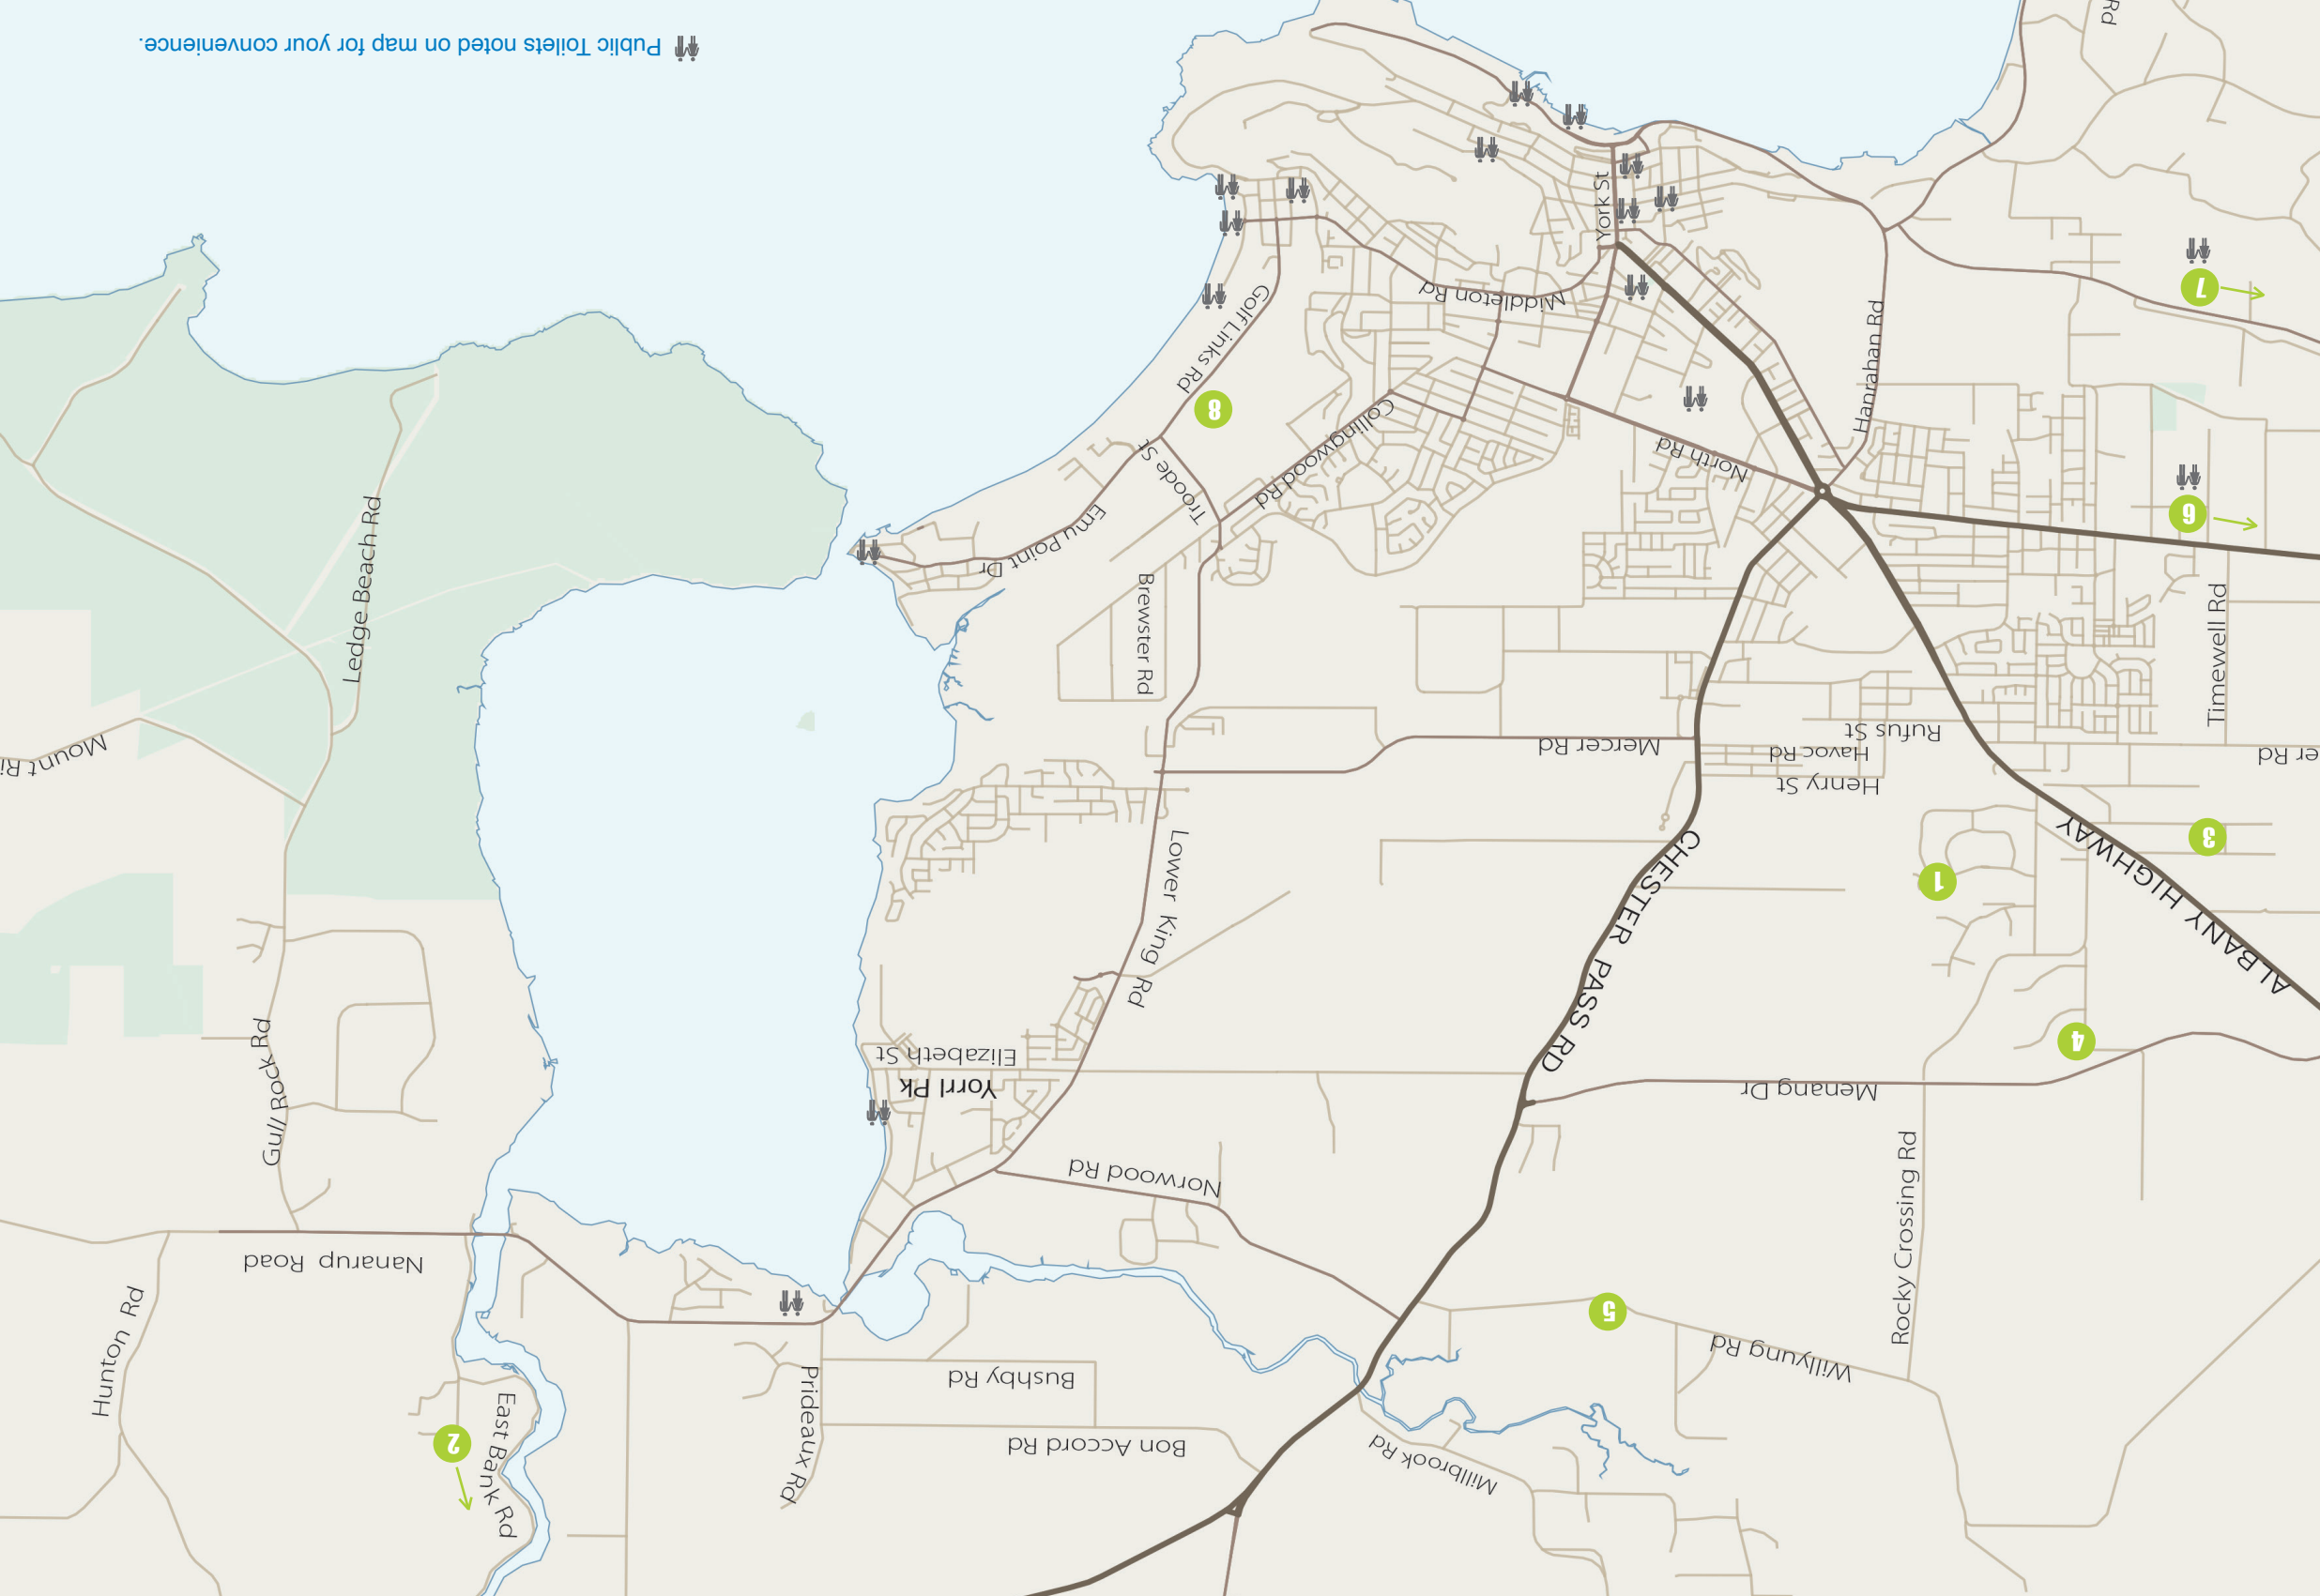 2
East Bank Rd
Hunton Rd
Nanarup Road
Prideaux Rd
Bon Accord Rd
Bushby Rd
Millbrook Rd
Willyung Rd
5
Rocky Crossing Rd
Norwood Rd
Gull Rock Rd
Yorrl Pk
Elizabeth St
Menang Dr
4
Lower King Rd
CHESTER PASS RD
ALBANY HIGHWAY
1
3
Henry St
Havoc Rd
Rufus St
Mercer Rd
er Rd
Mount Ri
Timewell Rd
Brewster Rd
Ledge Beach Rd
Emu Point Dr
Troode St
Collingwood Rd
North Rd
6
8
Golf Links Rd
Hanrahan Rd
Middleton Rd
7
York St
Rd
Public Toilets noted on map for your convenience.